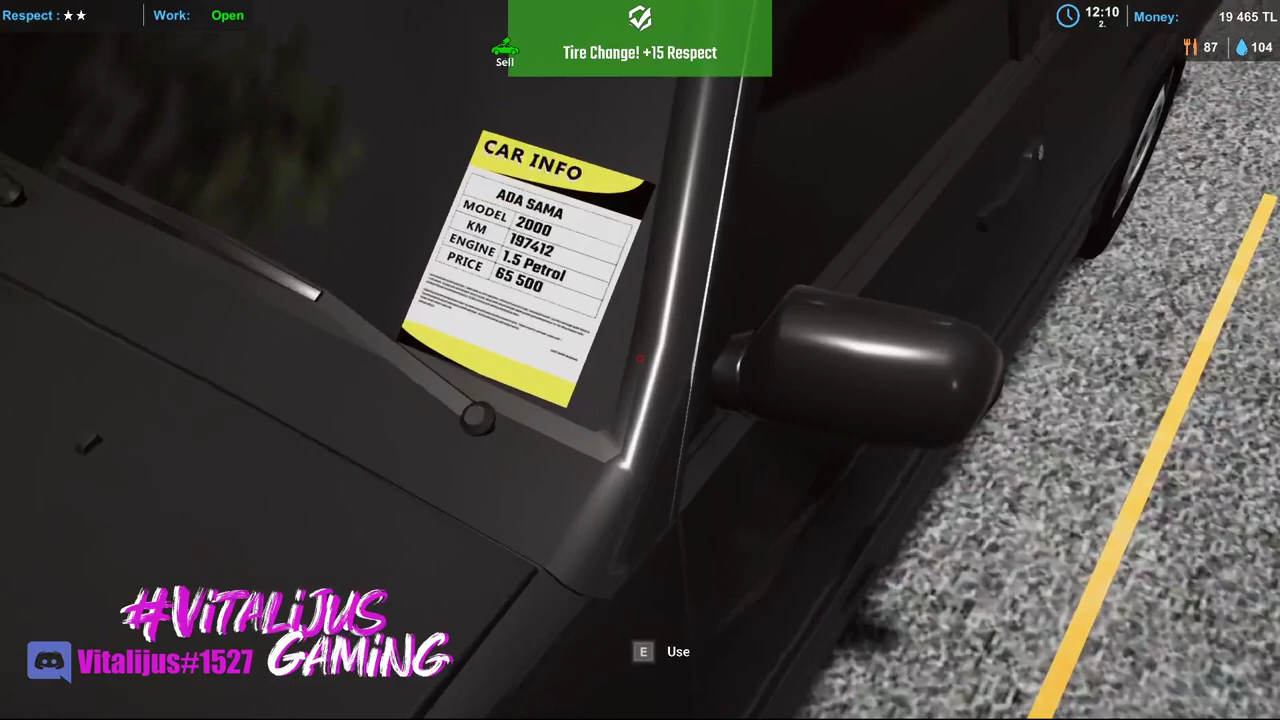 Respect : ★★
Work: Open
Sell
Tire Change! +15 Respect
12:10
2.
Money: 19 465 TL
87
104
CAR INFO
ADA SAMA
MODEL 2000
KM 197412
ENGINE 1.5 Petrol
PRICE 65 500
#VITALIJUS
GAMING
Vitalijus#1527
E Use